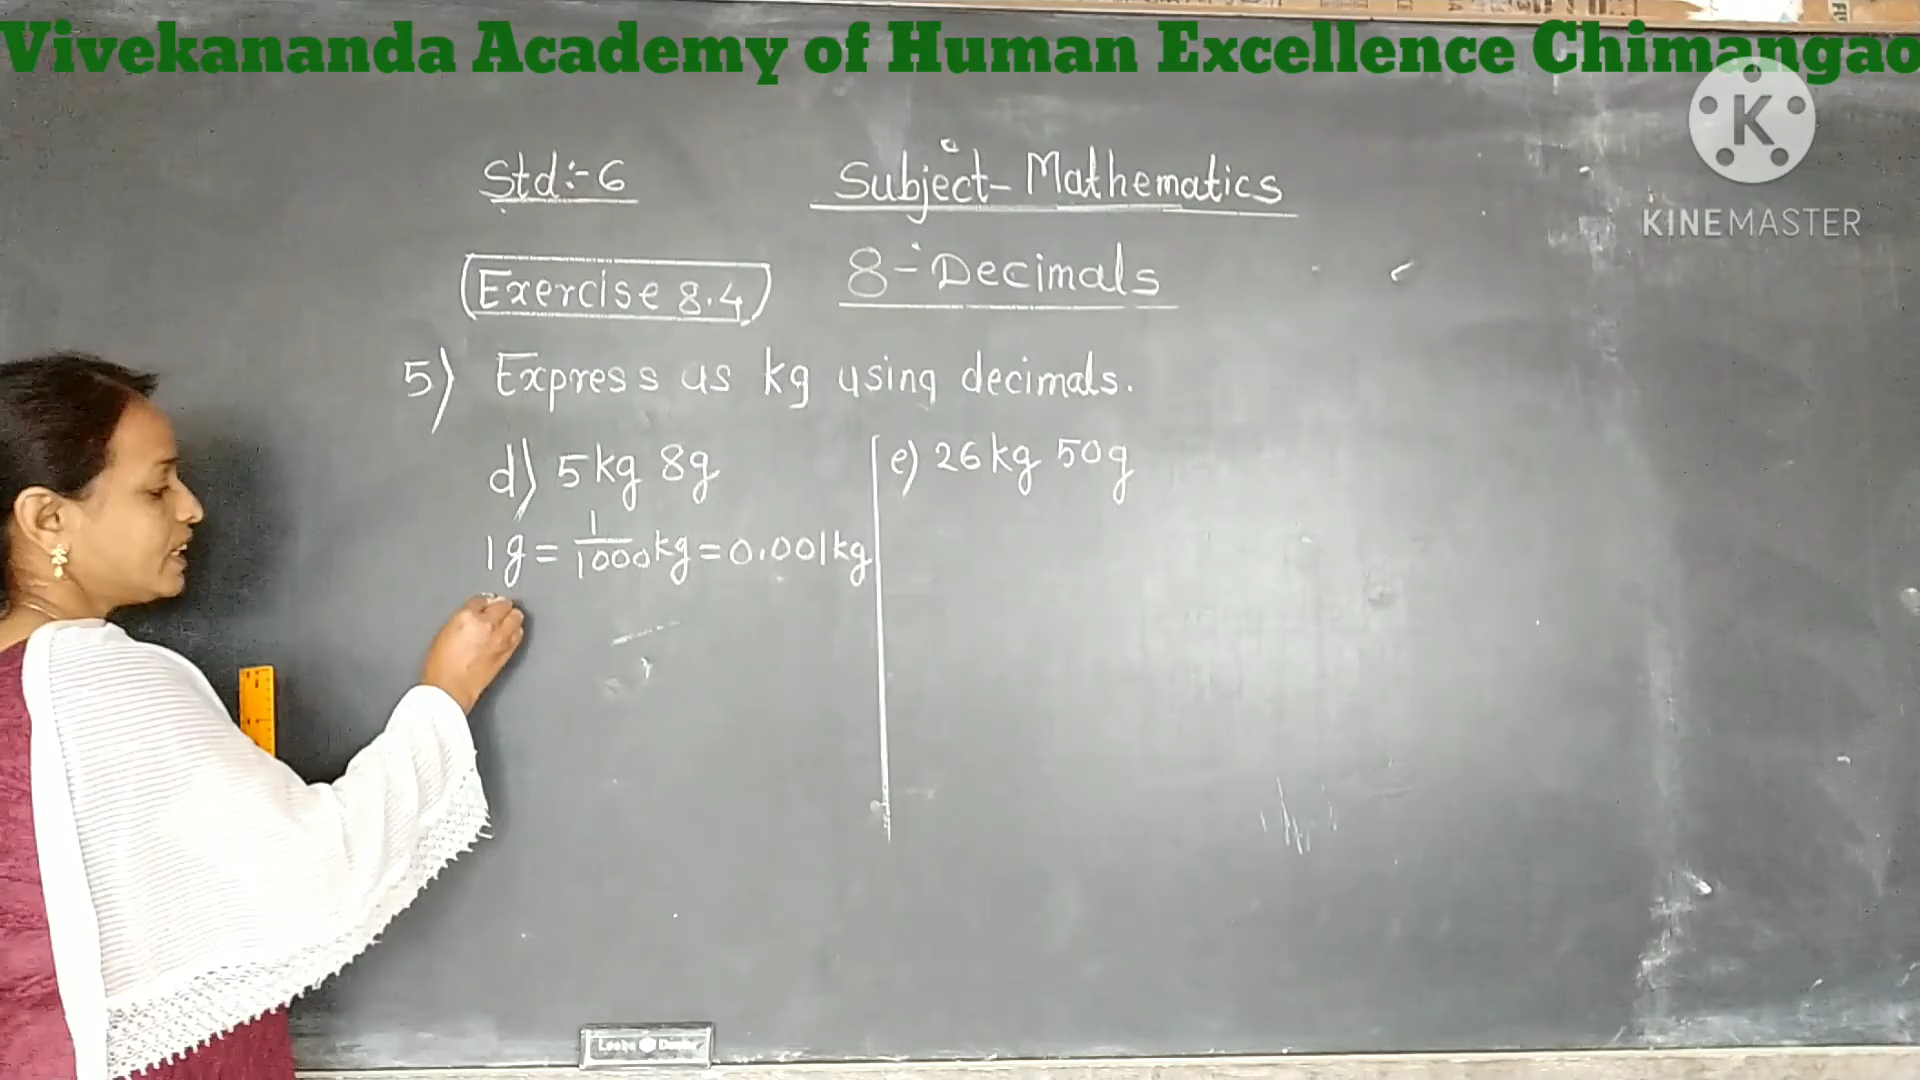 Vivekananda Academy of Human Excellence Chimangao
K
KINEMASTER
Std:- 6 Subject- Mathematics
Exercise 8.4 8- Decimals
5) Express as kg using decimals.
d) 5kg 8g e) 26kg 50g
1g = 1/1000 kg = 0.001kg